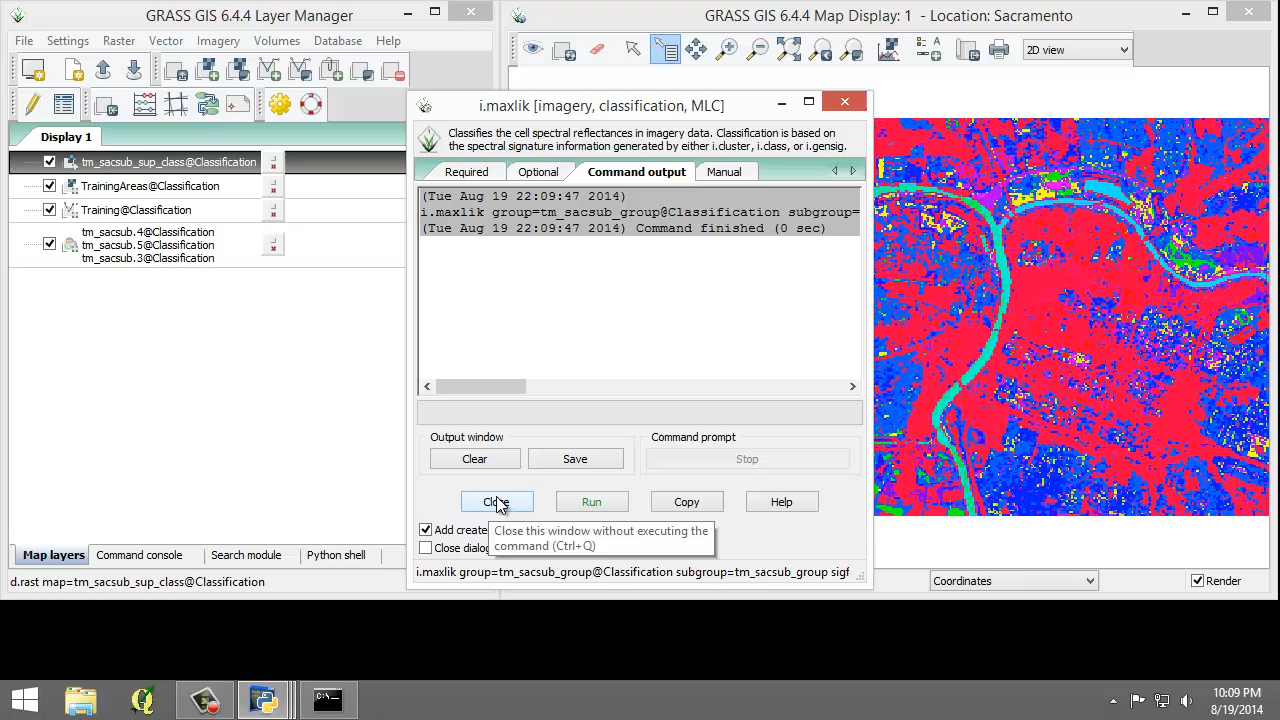 GRASS GIS 6.4.4 Layer Manager
GRASS GIS 6.4.4 Map Display: 1 - Location: Sacramento
File Settings Raster Vector Imagery Volumes Database Help
2D view
Display 1
tm_sacsub_sup_class@Classification
TrainingAreas@Classification
Training@Classification
tm_sacsub.4@Classification
tm_sacsub.5@Classification
tm_sacsub.3@Classification
Map layers Command console Search module Python shell
d.rast map=tm_sacsub_sup_class@Classification
i.maxlik [imagery, classification, MLC]
Classifies the cell spectral reflectances in imagery data. Classification is based on
the spectral signature information generated by either i.cluster, i.class, or i.gensig.
Required Optional Command output Manual
(Tue Aug 19 22:09:47 2014)
i.maxlik group=tm_sacsub_group@Classification subgroup=
(Tue Aug 19 22:09:47 2014) Command finished (0 sec)
Output window Command prompt
Clear Save Stop
Close Run Copy Help
Add create
Close dialog
Close this window without executing the
command (Ctrl+Q)
i.maxlik group=tm_sacsub_group@Classification subgroup=tm_sacsub_group sigf
Coordinates
Render
10:09 PM
8/19/2014